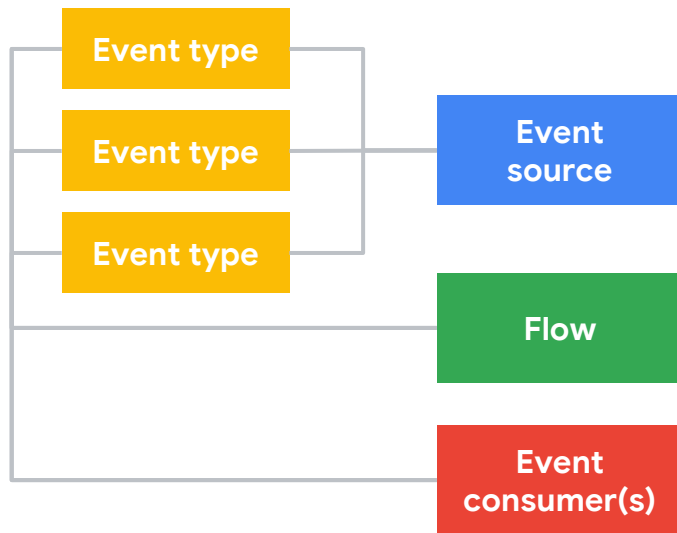 Event type
Event type
Event type
Event
source
Flow
Event
consumer(s)